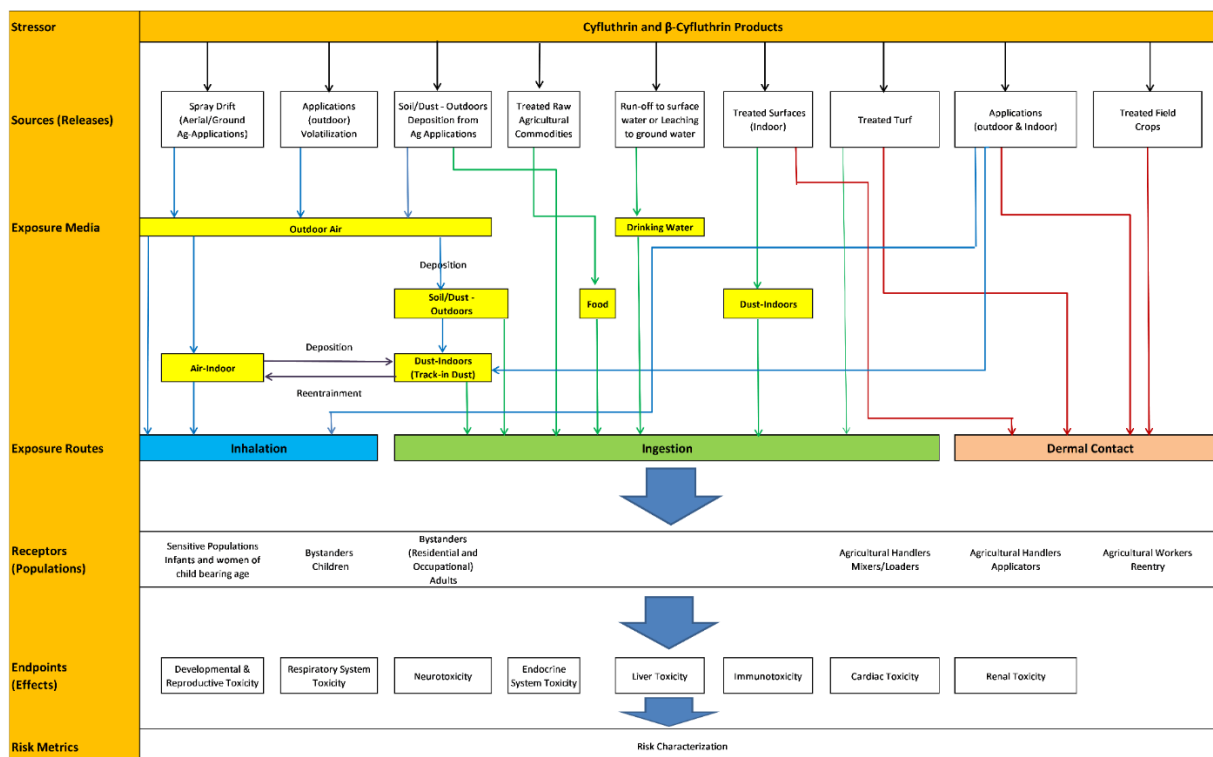 Stressor
Cyfluthrin and β-Cyfluthrin Products
Sources (Releases)
Spray Drift
(Aerial/Ground
Ag-Applications)
Applications
(outdoor)
Volatilization
Soil/Dust - Outdoors
Deposition from
Ag Applications
Treated Raw
Agricultural
Commodities
Run-off to surface
water or Leaching
to ground water
Treated Surfaces
(Indoor)
Treated Turf
Applications
(outdoor & Indoor)
Treated Field
Crops
Exposure Media
Outdoor Air
Drinking Water
Deposition
Soil/Dust -
Outdoors
Food
Dust-Indoors
Air-Indoor
Deposition
Reentrainment
Dust-Indoors
(Track-in Dust)
Exposure Routes
Inhalation
Ingestion
Dermal Contact
Receptors
(Populations)
Sensitive Populations
Infants and women of
child bearing age
Bystanders
Children
Bystanders
(Residential and
Occupational)
Adults
Agricultural Handlers
Mixers/Loaders
Agricultural Handlers
Applicators
Agricultural Workers
Reentry
Endpoints
(Effects)
Developmental &
Reproductive Toxicity
Respiratory System
Toxicity
Neurotoxicity
Endocrine
System Toxicity
Liver Toxicity
Immunotoxicity
Cardiac Toxicity
Renal Toxicity
Risk Metrics
Risk Characterization